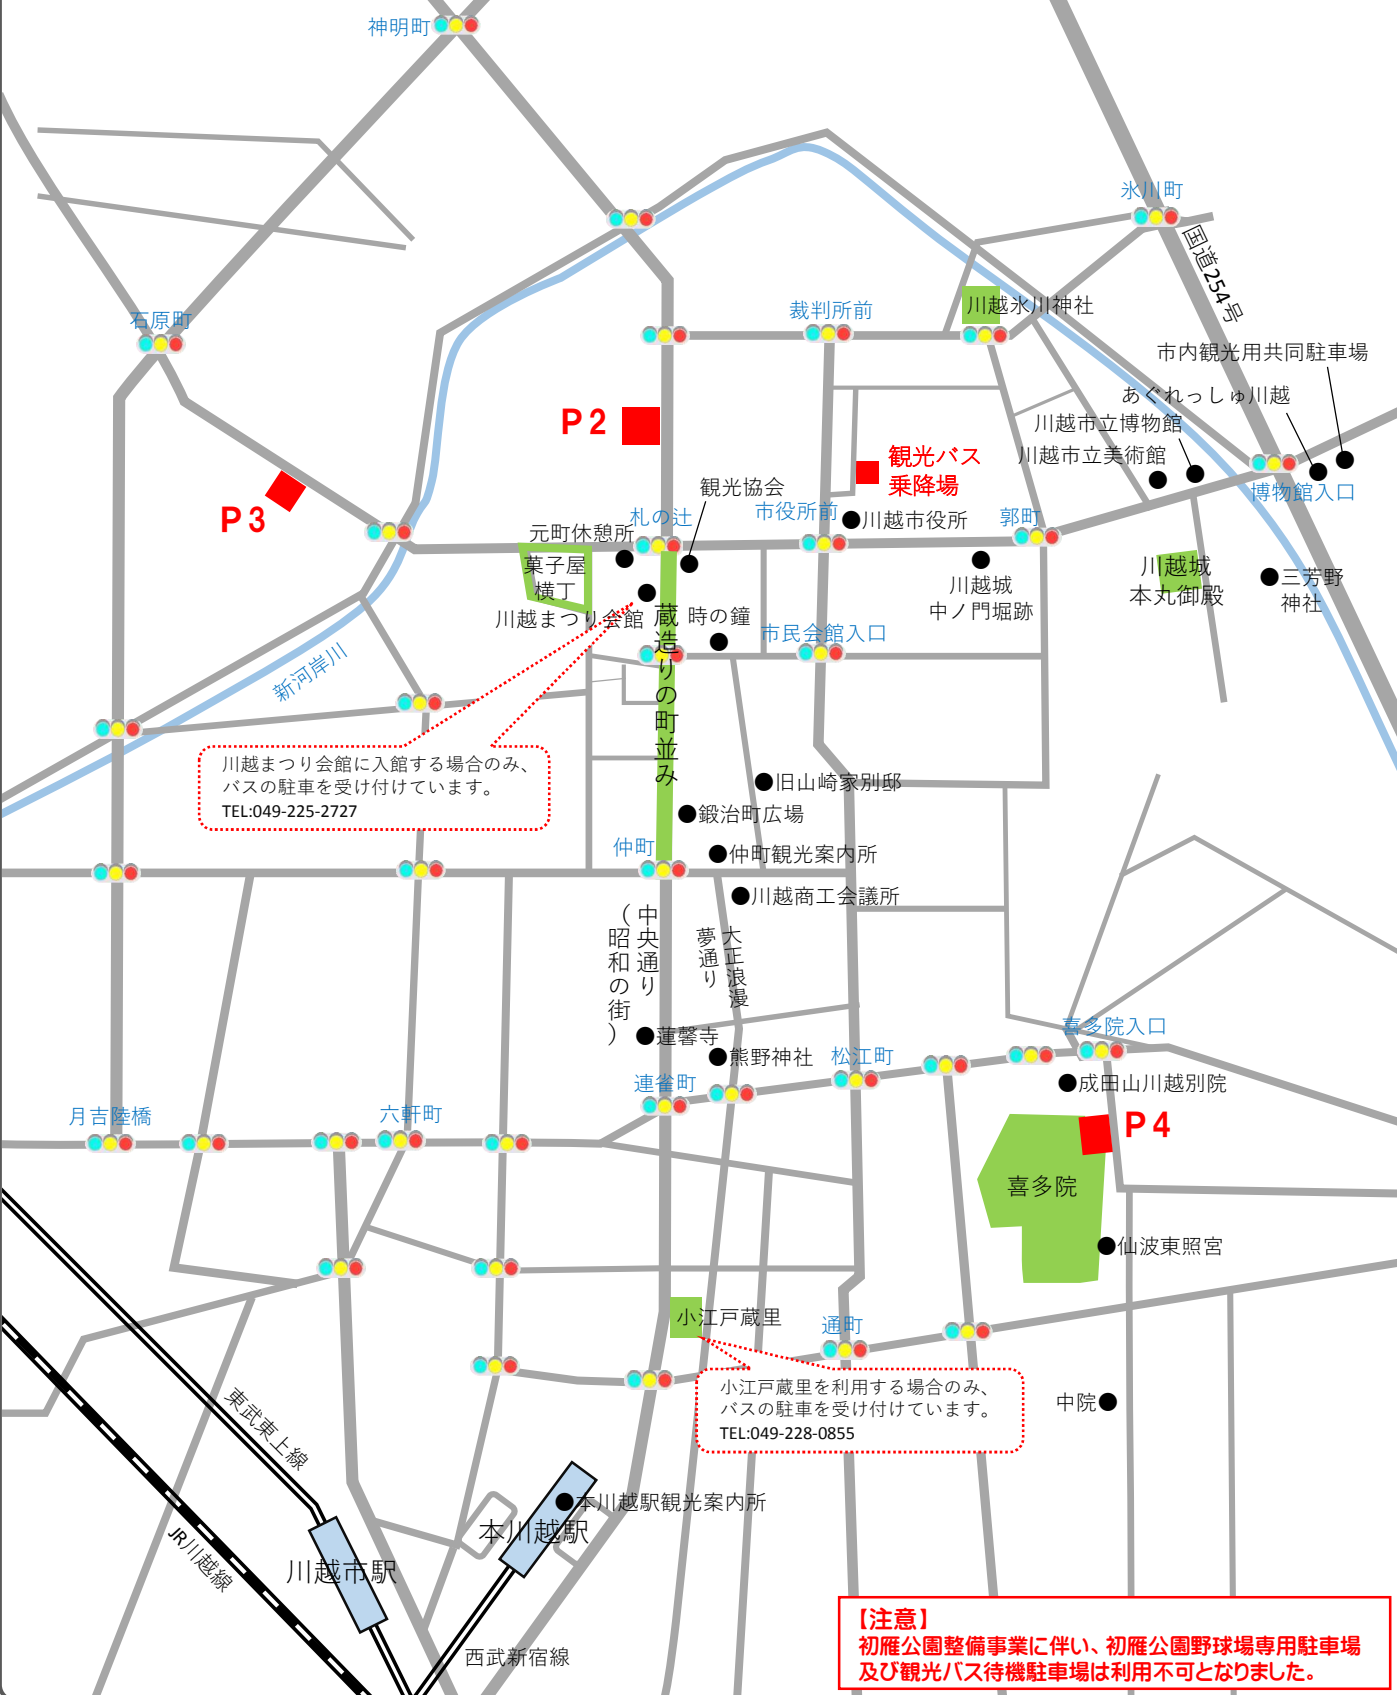 神明町
氷川町
国道254号
石原町
裁判所前
川越氷川神社
市内観光用共同駐車場
あぐれっしゅ川越
川越市立博物館
川越市立美術館
P2
観光バス
乗降場
博物館入口
P3
観光協会
市役所前
川越市役所
郭町
元町休憩所
札の辻
菓子屋
横丁
川越まつり会館
蔵造りの町並み
時の鐘
市民会館入口
川越城
中ノ門堀跡
川越城
本丸御殿
三芳野
神社
新河岸川
川越まつり会館に入館する場合のみ、
バスの駐車を受け付けています。
TEL:049-225-2727
旧山崎家別邸
鍛治町広場
仲町
仲町観光案内所
川越商工会議所
中央通り
（昭和の街）
大正浪漫
夢通り
蓮馨寺
熊野神社
連雀町
松江町
喜多院入口
成田山川越別院
P4
月吉陸橋
六軒町
喜多院
仙波東照宮
小江戸蔵里
通町
小江戸蔵里を利用する場合のみ、
バスの駐車を受け付けています。
TEL:049-228-0855
中院
東武東上線
JR川越線
本川越駅観光案内所
本川越駅
川越市駅
西武新宿線
【注意】
初雁公園整備事業に伴い、初雁公園野球場専用駐車場
及び観光バス待機駐車場は利用不可となりました。